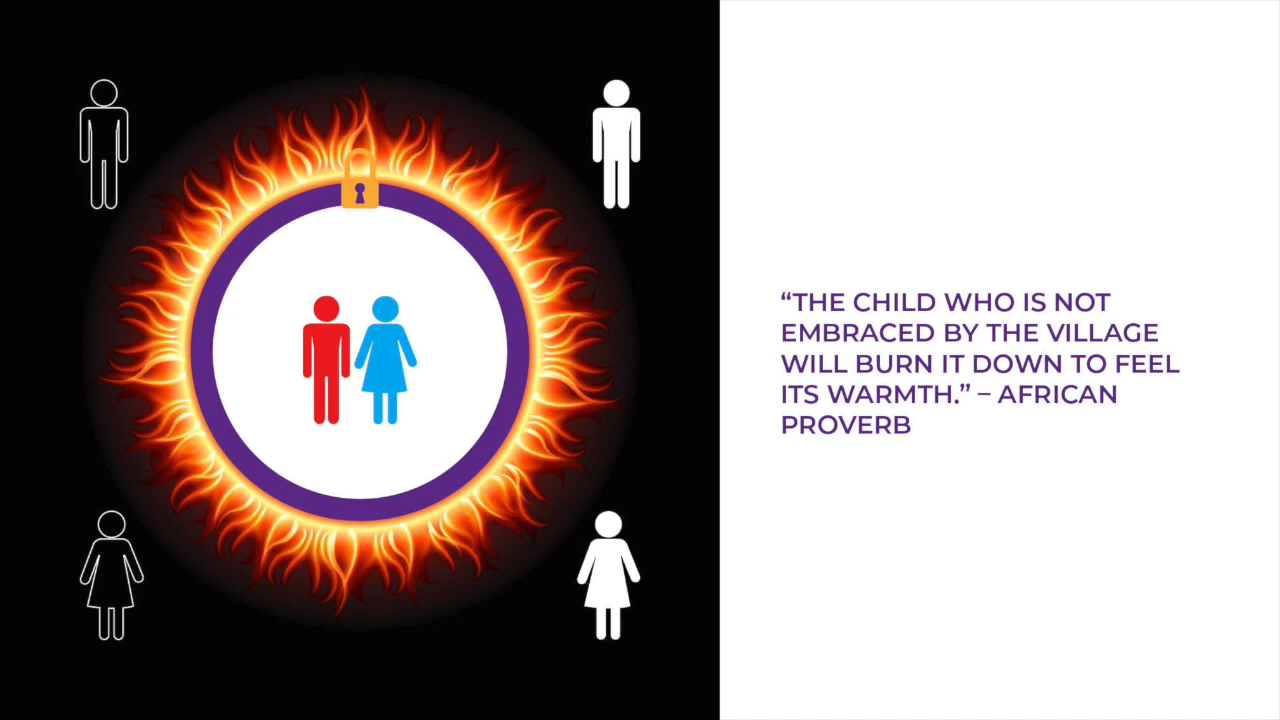 “THE CHILD WHO IS NOT
EMBRACED BY THE VILLAGE
WILL BURN IT DOWN TO FEEL
ITS WARMTH.” – AFRICAN
PROVERB